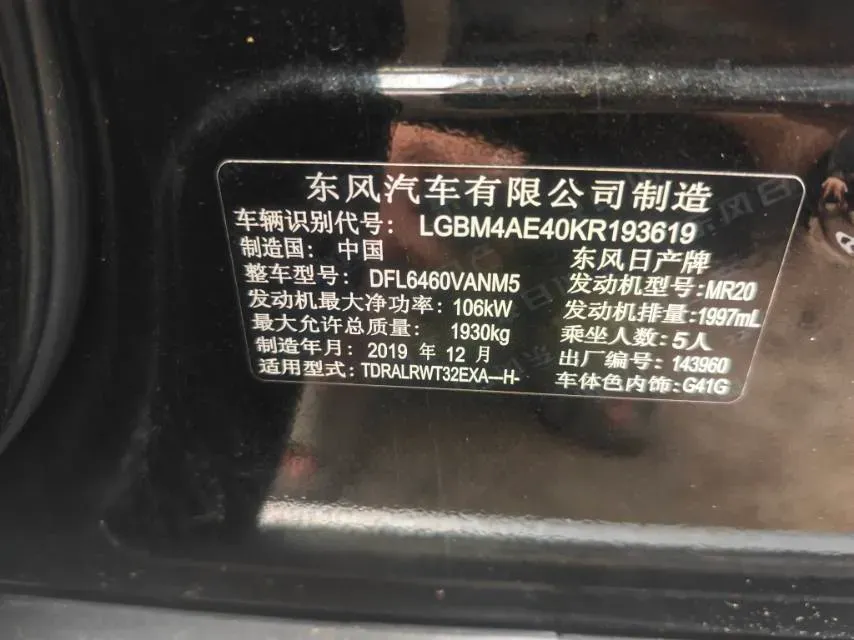 东风汽车有限公司制造
车辆识别代号: LGBM4AE40KR193619
制造国: 中国 东风日产牌
整车型号: DFL6460VANM5 发动机型号:MR20
发动机最大净功率: 106kW 发动机排量:1997mL
最大允许总质量: 1930kg 乘坐人数:5人
制造年月: 2019 年 12 月 出厂编号: 143960
适用型式: TDRALRWT32EXA---H- 车体色内饰:G41G